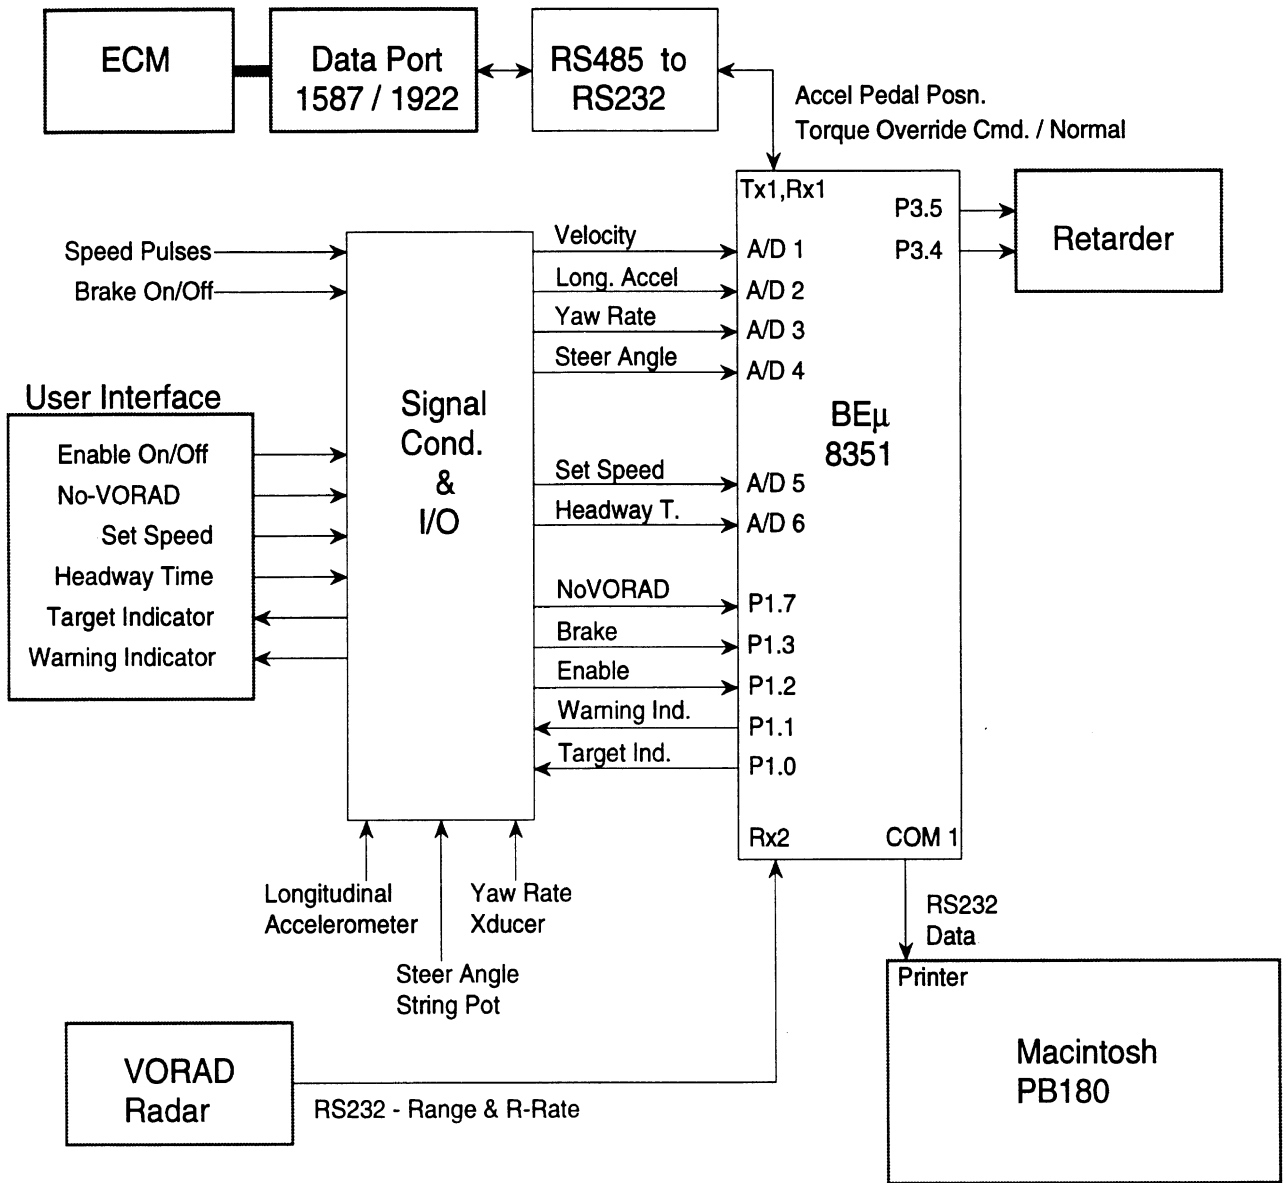 ECM
Data Port
1587 / 1922
RS485 to
RS232
Accel Pedal Posn.
Torque Override Cmd. / Normal
Tx1,Rx1
P3.5
P3.4
Retarder
Speed Pulses
Brake On/Off
Velocity
A/D 1
Long. Accel
A/D 2
Yaw Rate
A/D 3
Steer Angle
A/D 4
User Interface
Enable On/Off
No-VORAD
Set Speed
Headway Time
Target Indicator
Warning Indicator
Signal
Cond.
&
I/O
BEμ
8351
Set Speed
A/D 5
Headway T.
A/D 6
NoVORAD
P1.7
Brake
P1.3
Enable
P1.2
Warning Ind.
P1.1
Target Ind.
P1.0
Rx2
COM 1
Longitudinal
Accelerometer
Yaw Rate
Xducer
Steer Angle
String Pot
RS232
Data
Printer
Macintosh
PB180
VORAD
Radar
RS232 - Range & R-Rate